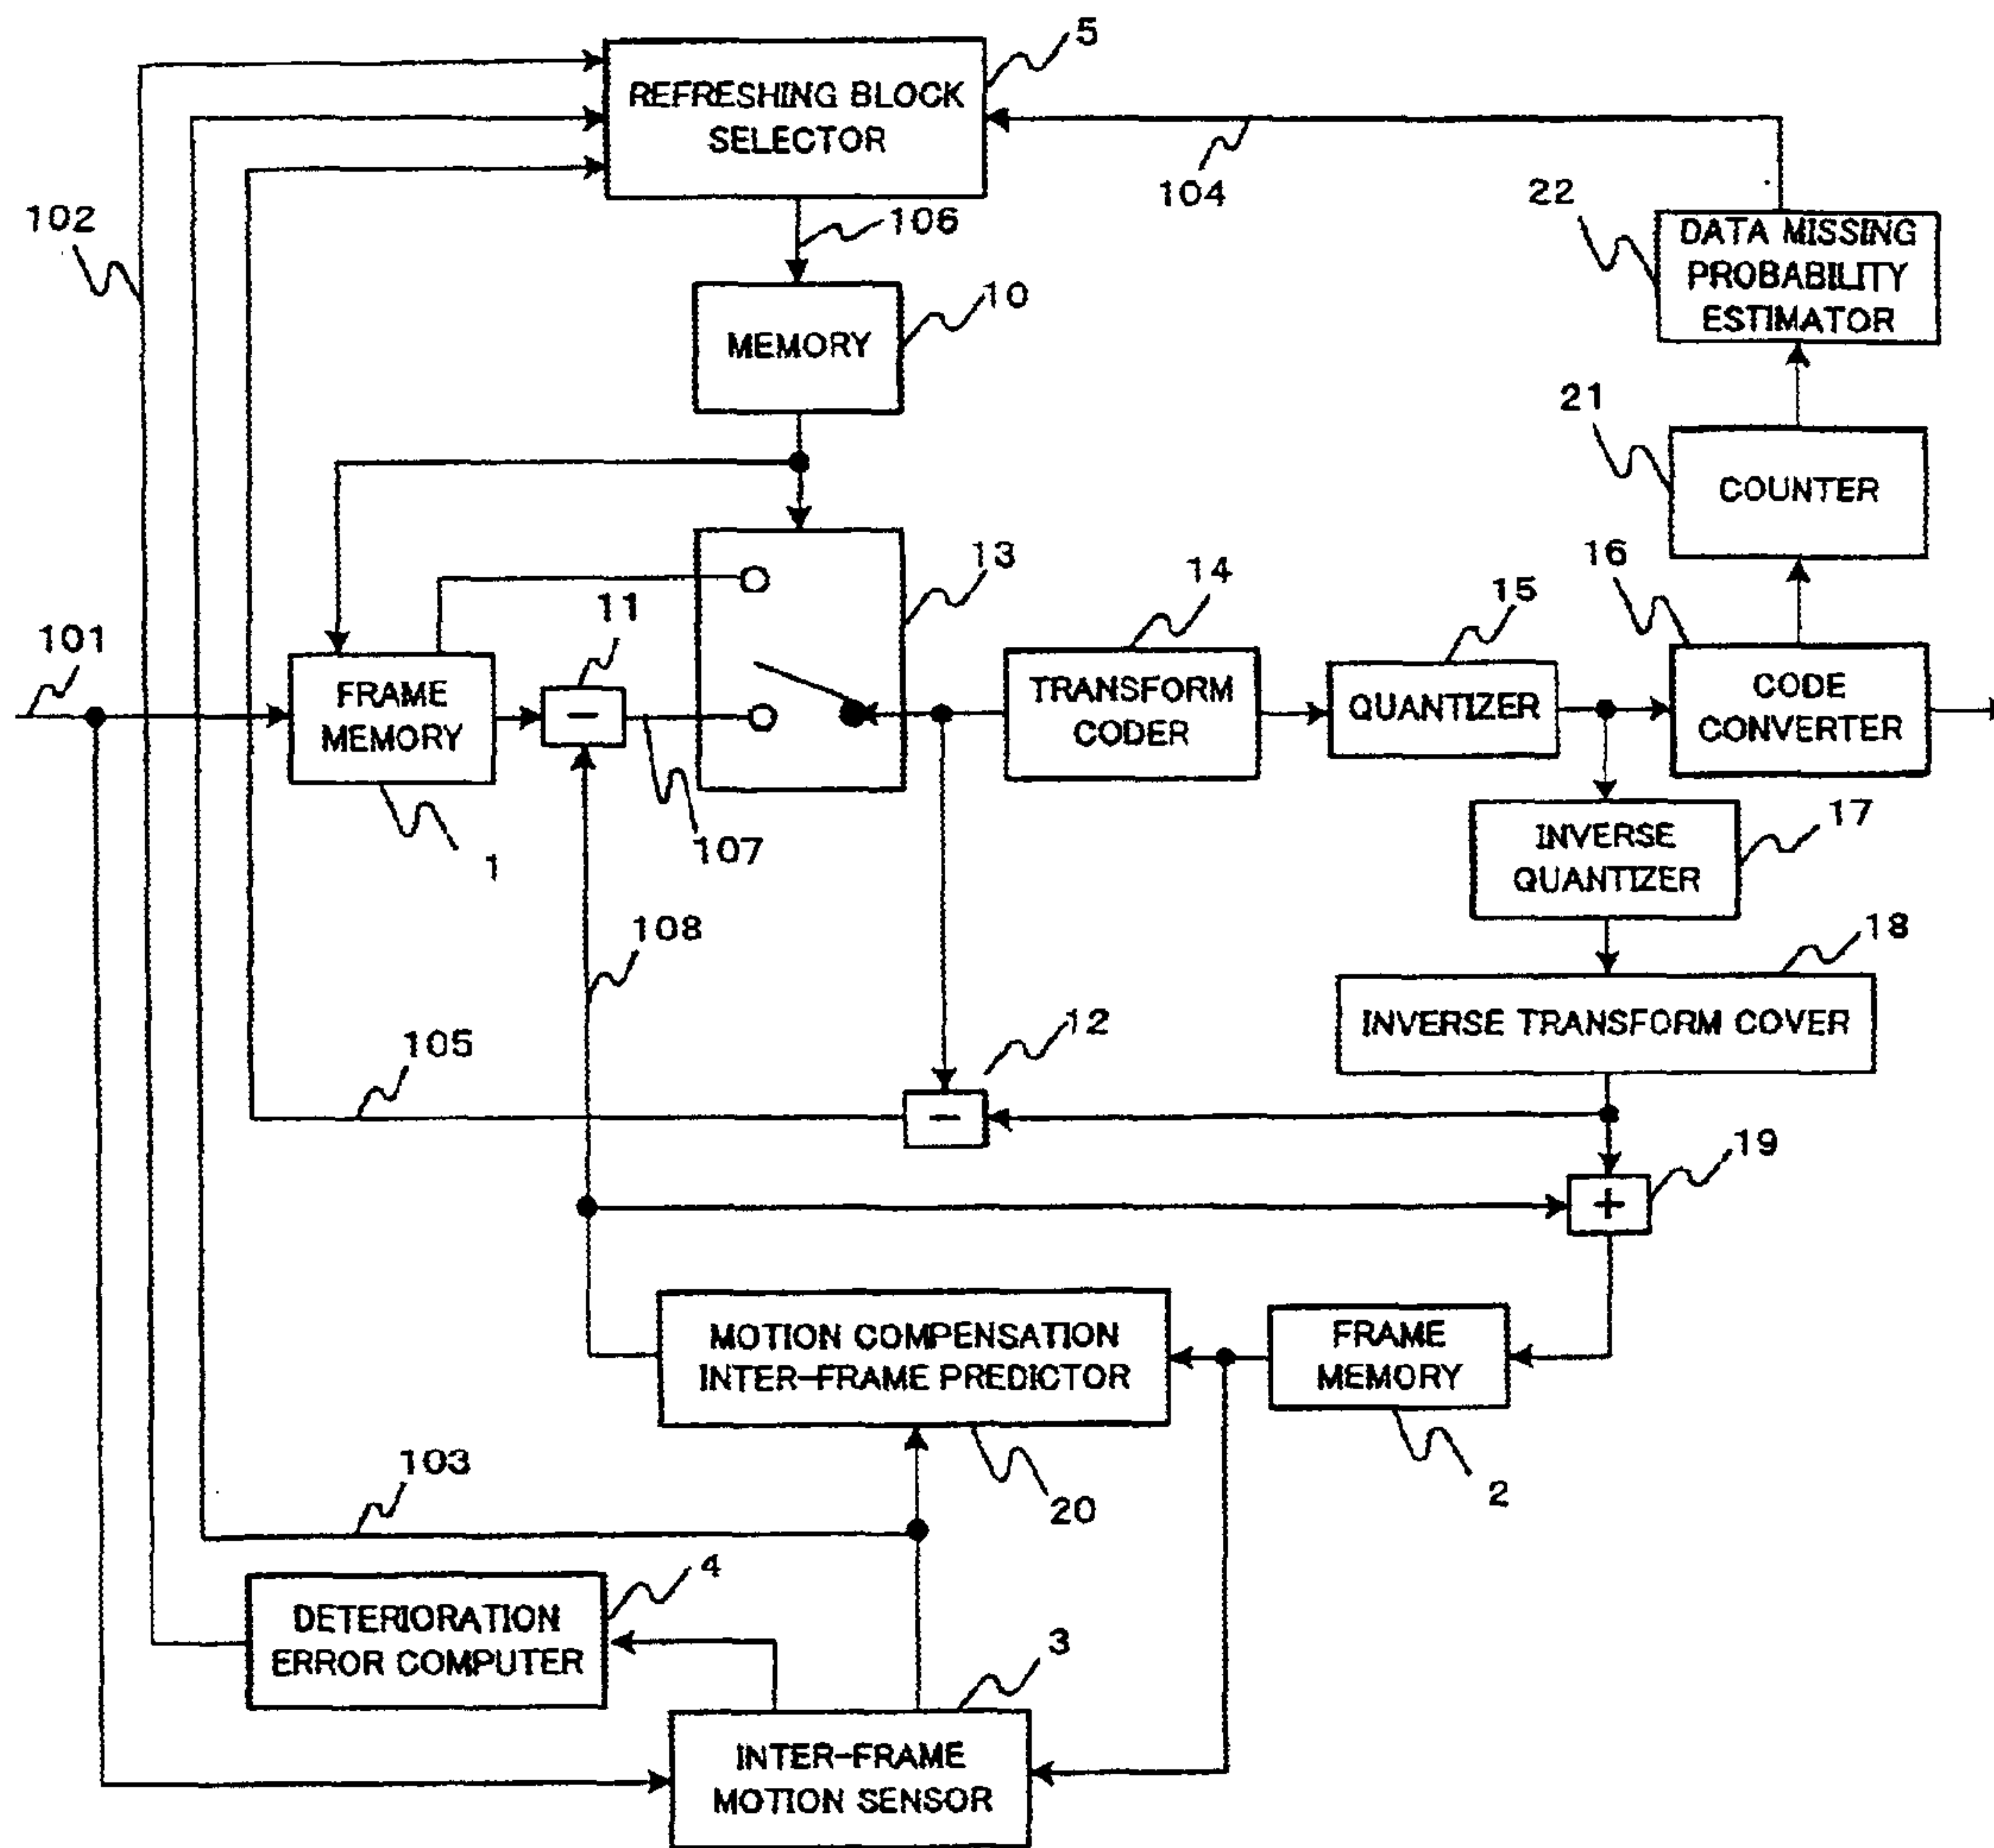 5
REFRESHING BLOCK
SELECTOR
104
102
106
22
DATA MISSING
PROBABILITY
ESTIMATOR
10
MEMORY
21
COUNTER
13
11
14
15
16
101
FRAME
MEMORY
−
TRANSFORM
CODER
QUANTIZER
CODE
CONVERTER
107
1
INVERSE
QUANTIZER
17
108
18
INVERSE TRANSFORM COVER
105
12
−
19
+
MOTION COMPENSATION
INTER-FRAME PREDICTOR
FRAME
MEMORY
103
20
2
4
DETERIORATION
ERROR COMPUTER
3
INTER-FRAME
MOTION SENSOR